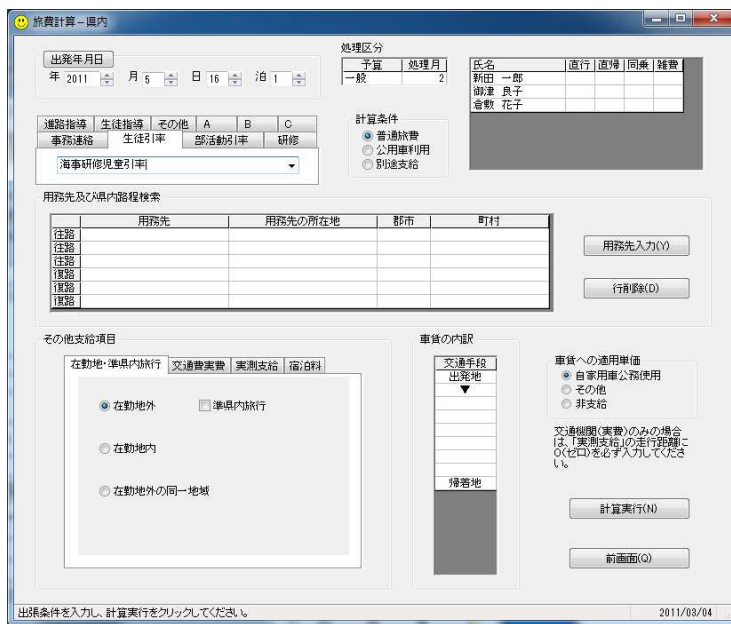 旅費計算－県内
出発年月日
年 2011 月 5 日 16 泊 1
処理区分
予算 処理月
一般 2
氏名 直行 直帰 同乗 雑費
新田 一郎
御津 良子
倉敷 花子
進路指導 生徒指導 その他 A B C
事務連絡 生徒引率 部活動引率 研修
海事研修児童引率
計算条件
普通旅費
公用車利用
別途支給
用務先及び県内路程検索
用務先 用務先の所在地 郡市 町村
往路
往路
往路
復路
復路
復路
用務先入力(Y)
行削除(D)
その他支給項目
在勤地・準県内旅行 交通費実費 実測支給 宿泊料
在勤地外 準県内旅行
在勤地内
在勤地外の同一地域
車賃の内訳
交通手段
出発地
▼
帰着地
車賃への適用単価
自家用車公務使用
その他
非支給
交通機関(実費)のみの場合
は、「実測支給」の走行距離に
0(ゼロ)を必ず入力してくださ
い。
計算実行(N)
前画面(Q)
出張条件を入力し、計算実行をクリックしてください。 2011/03/04